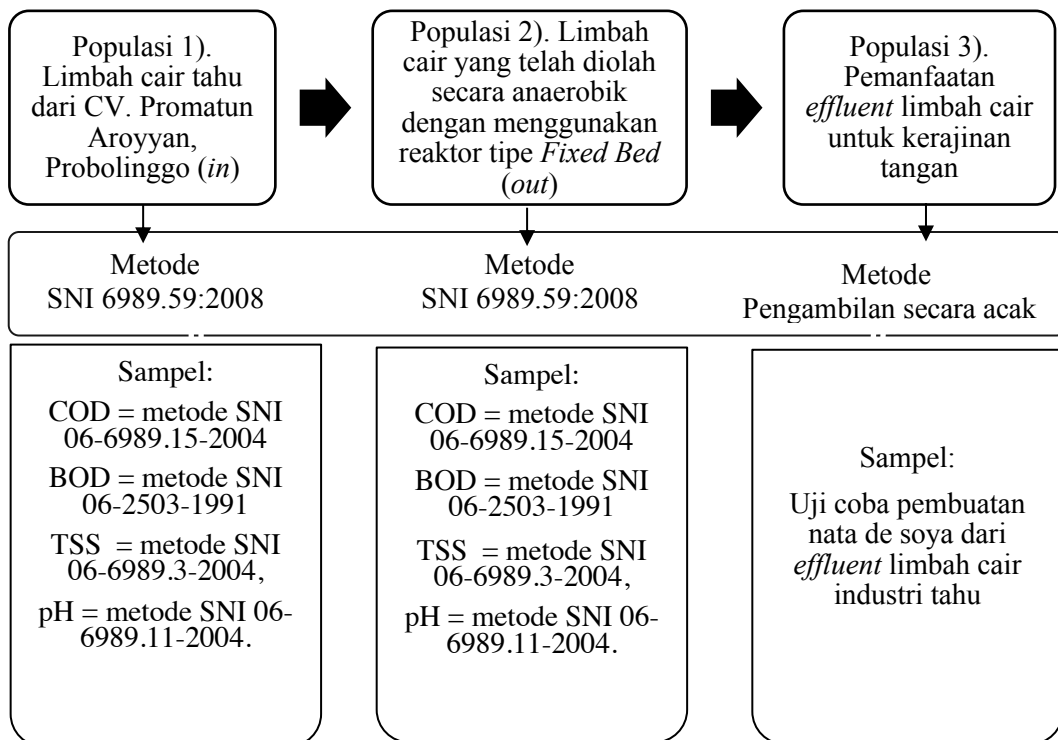 Populasi 1).
Limbah cair tahu
dari CV. Promatun
Aroyyan,
Probolinggo (in)
Populasi 2). Limbah
cair yang telah diolah
secara anaerobik
dengan menggunakan
reaktor tipe Fixed Bed
(out)
Populasi 3).
Pemanfaatan
effluent limbah cair
untuk kerajinan
tangan
Metode
SNI 6989.59:2008
Metode
SNI 6989.59:2008
Metode
Pengambilan secara acak
Sampel:
COD = metode SNI
06-6989.15-2004
BOD = metode SNI
06-2503-1991
TSS = metode SNI
06-6989.3-2004,
pH = metode SNI 06-
6989.11-2004.
Sampel:
COD = metode SNI
06-6989.15-2004
BOD = metode SNI
06-2503-1991
TSS = metode SNI
06-6989.3-2004,
pH = metode SNI 06-
6989.11-2004.
Sampel:
Uji coba pembuatan
nata de soya dari
effluent limbah cair
industri tahu